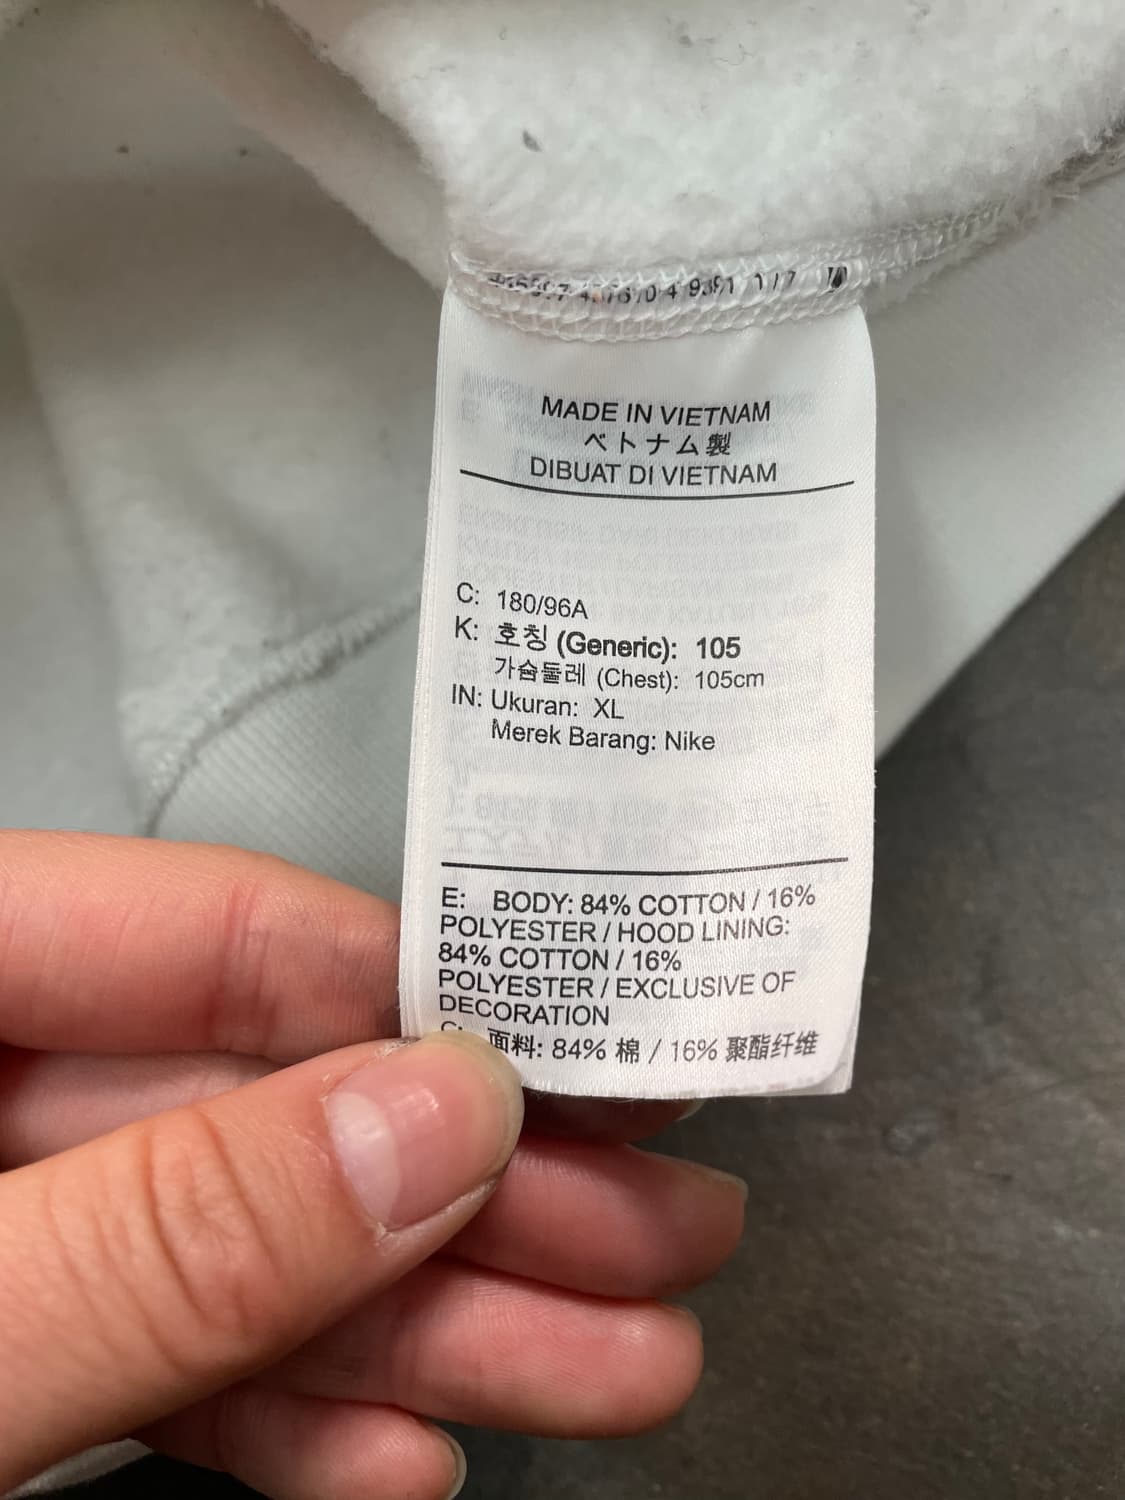 MADE IN VIETNAM
ベトナム製
DIBUAT DI VIETNAM
C: 180/96A
K: 호칭 (Generic): 105
가슴둘레 (Chest): 105cm
IN: Ukuran: XL
Merek Barang: Nike
E: BODY: 84% COTTON / 16%
POLYESTER / HOOD LINING:
84% COTTON / 16%
POLYESTER / EXCLUSIVE OF
DECORATION
C: 面料: 84% 棉 / 16% 聚酯纤维